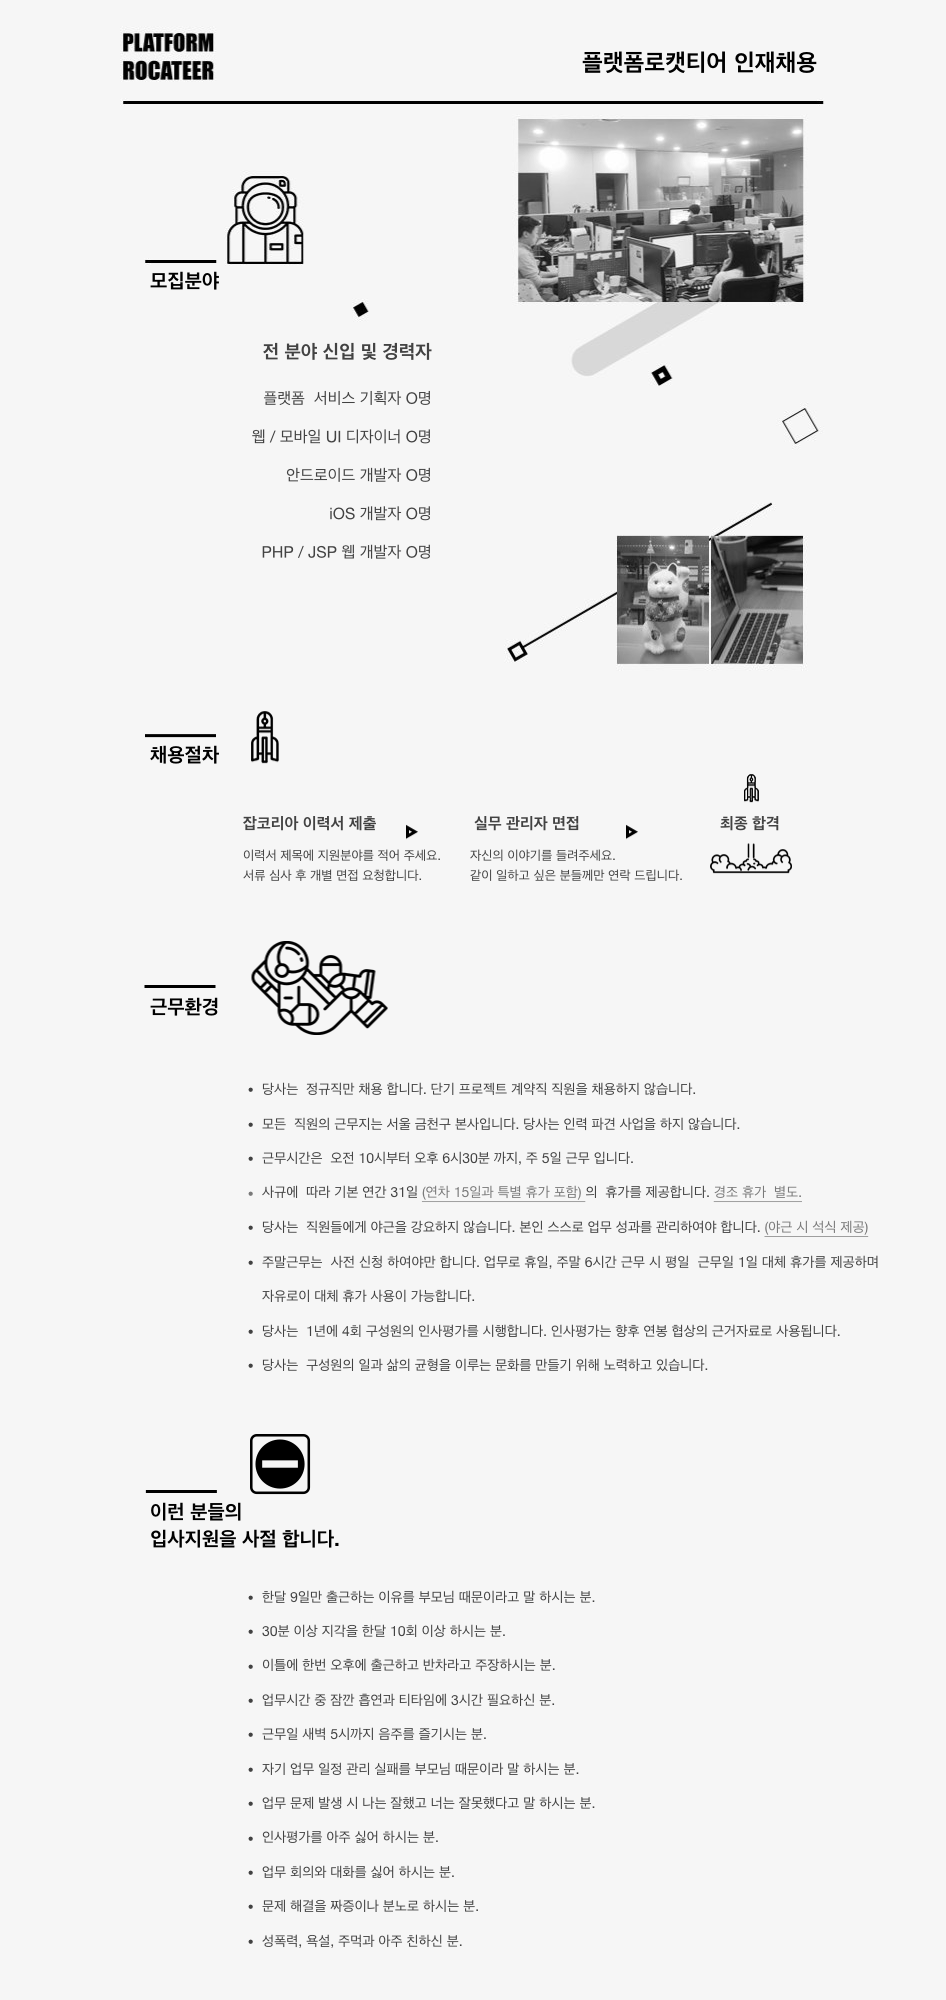 PLATFORM
ROCATEER
플랫폼로캣티어 인재채용
모집분야
전 분야 신입 및 경력자
플랫폼 서비스 기획자 O명
웹 / 모바일 UI 디자이너 O명
안드로이드 개발자 O명
iOS 개발자 O명
PHP / JSP 웹 개발자 O명
채용절차
잡코리아 이력서 제출
이력서 제목에 지원분야를 적어 주세요.
서류 심사 후 개별 면접 요청합니다.
실무 관리자 면접
자신의 이야기를 들려주세요.
같이 일하고 싶은 분들께만 연락 드립니다.
최종 합격
근무환경
• 당사는 정규직만 채용 합니다. 단기 프로젝트 계약직 직원을 채용하지 않습니다.
• 모든 직원의 근무지는 서울 금천구 본사입니다. 당사는 인력 파견 사업을 하지 않습니다.
• 근무시간은 오전 10시부터 오후 6시30분 까지, 주 5일 근무 입니다.
• 사규에 따라 기본 연간 31일 (연차 15일과 특별 휴가 포함) 의 휴가를 제공합니다. 경조 휴가 별도.
• 당사는 직원들에게 야근을 강요하지 않습니다. 본인 스스로 업무 성과를 관리하여야 합니다. (야근 시 석식 제공)
• 주말근무는 사전 신청 하여야만 합니다. 업무로 휴일, 주말 6시간 근무 시 평일 근무일 1일 대체 휴가를 제공하며
자유로이 대체 휴가 사용이 가능합니다.
• 당사는 1년에 4회 구성원의 인사평가를 시행합니다. 인사평가는 향후 연봉 협상의 근거자료로 사용됩니다.
• 당사는 구성원의 일과 삶의 균형을 이루는 문화를 만들기 위해 노력하고 있습니다.
이런 분들의
입사지원을 사절 합니다.
• 한달 9일만 출근하는 이유를 부모님 때문이라고 말 하시는 분.
• 30분 이상 지각을 한달 10회 이상 하시는 분.
• 이틀에 한번 오후에 출근하고 반차라고 주장하시는 분.
• 업무시간 중 잠깐 흡연과 티타임에 3시간 필요하신 분.
• 근무일 새벽 5시까지 음주를 즐기시는 분.
• 자기 업무 일정 관리 실패를 부모님 때문이라 말 하시는 분.
• 업무 문제 발생 시 나는 잘했고 너는 잘못했다고 말 하시는 분.
• 인사평가를 아주 싫어 하시는 분.
• 업무 회의와 대화를 싫어 하시는 분.
• 문제 해결을 짜증이나 분노로 하시는 분.
• 성폭력, 욕설, 주먹과 아주 친하신 분.